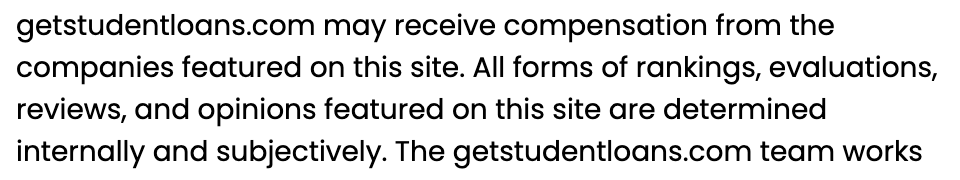 getstudentloans.com may receive compensation from the
companies featured on this site. All forms of rankings, evaluations,
reviews, and opinions featured on this site are determined
internally and subjectively. The getstudentloans.com team works